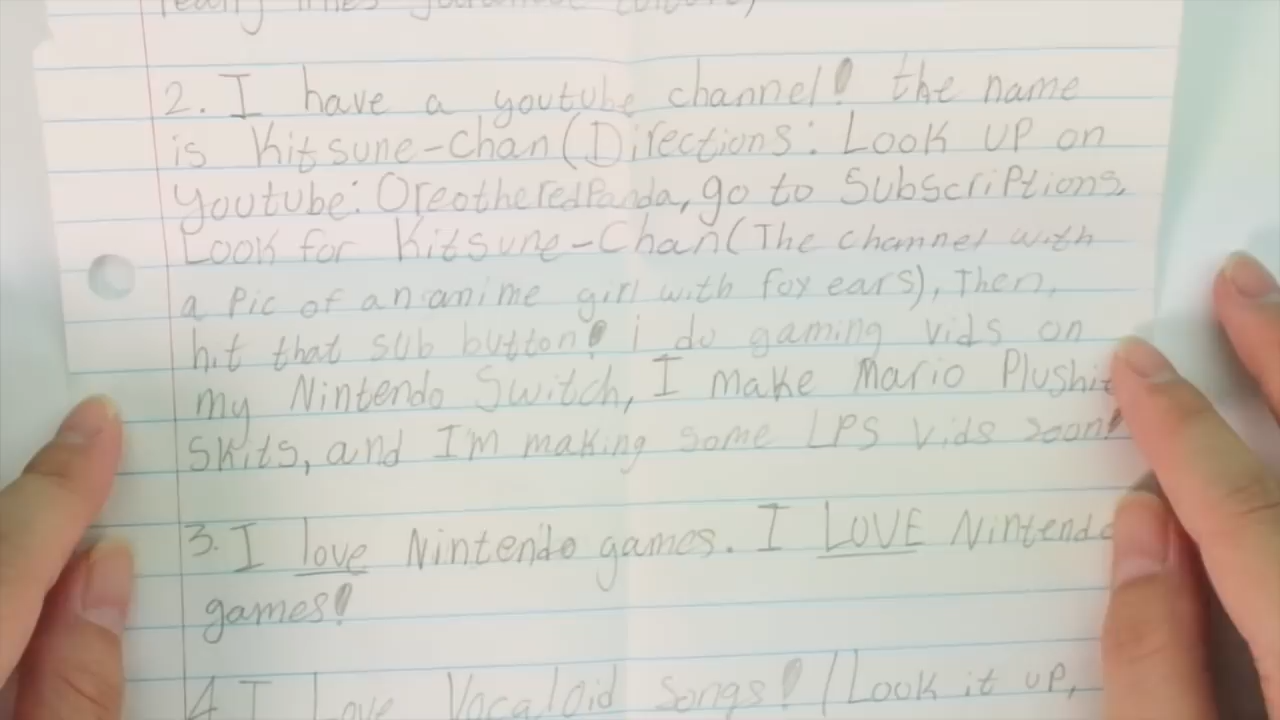 2. I have a youtube channel! the name
is Kitsune-Chan(Directions: Look UP on
Youtube: OreotheredPanda, go to Subscriptions,
Look for Kitsune-Chan(The channel with
a Pic of an anime girl with fox ears), Then,
hit that sub button! i do gaming vids on
my Nintendo Switch, I make Mario Plushie
Skits, and I'm making some LPS vids soon!
3. I love Nintendo games. I LOVE Nintendo
games!
4 I Love Vocaloid Songs! (Look it up,